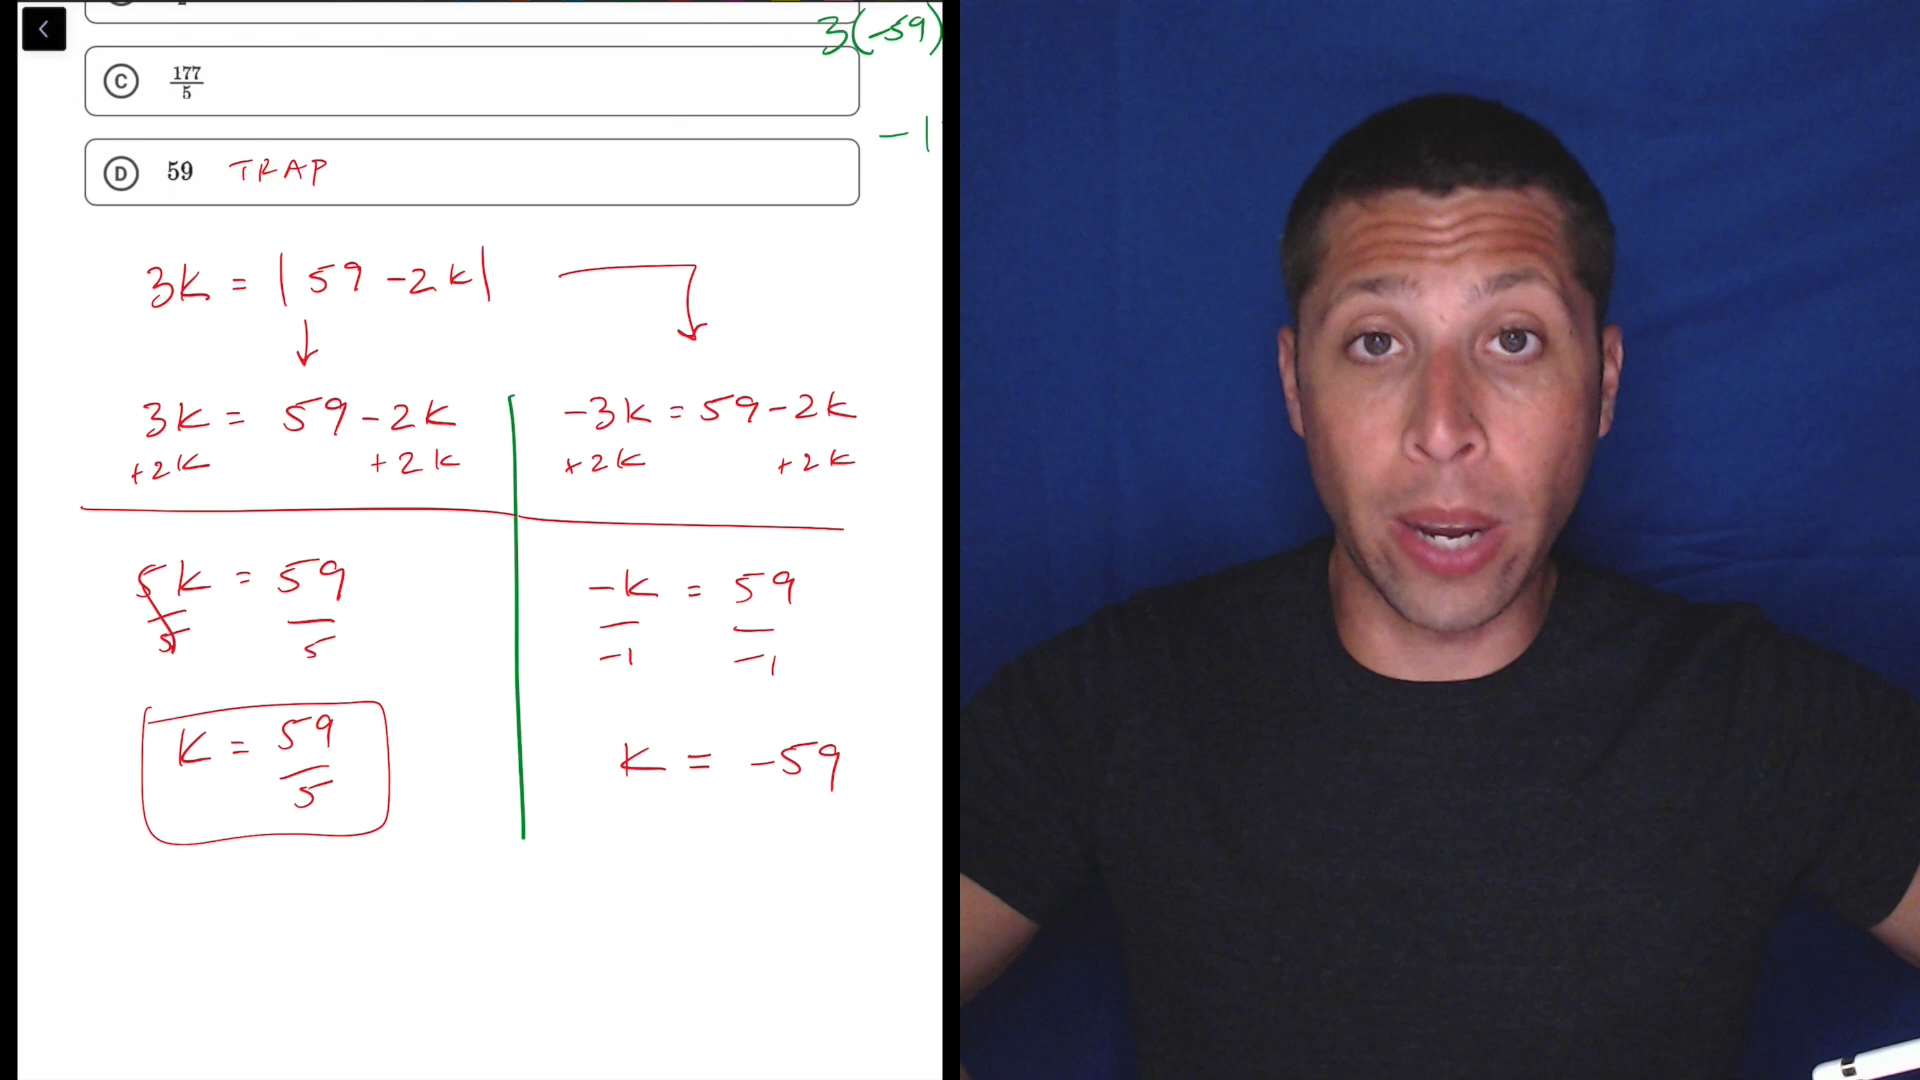 3(-59)
C 177/5
-1
D 59 TRAP
3K = |59 - 2K|
3K = 59 - 2K
-3K = 59 - 2K
+2K +2K
+2K +2K
5K = 59
5 5
-K = 59
-1 -1
K = 59/5
K = -59